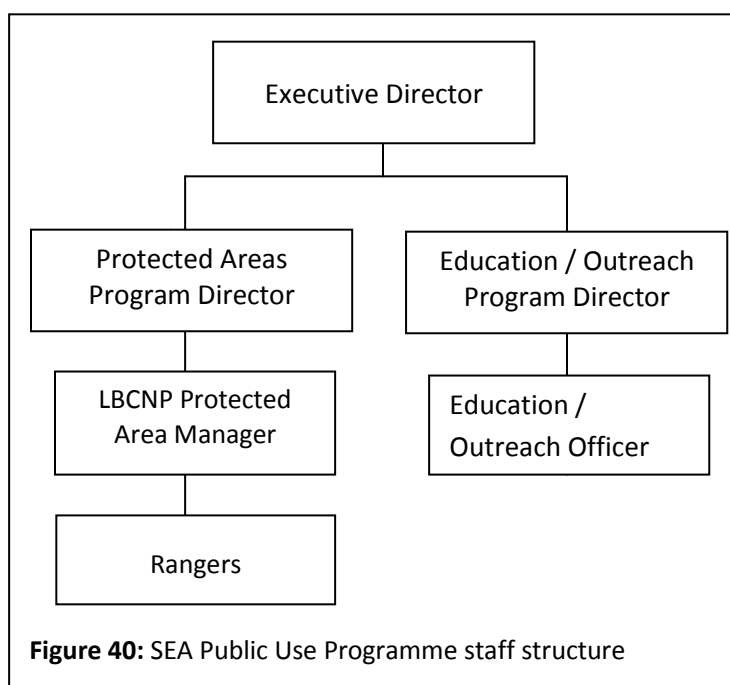 Executive Director
Protected Areas
Program Director
Education / Outreach
Program Director
LBCNP Protected
Area Manager
Education /
Outreach Officer
Rangers
Figure 40: SEA Public Use Programme staff structure